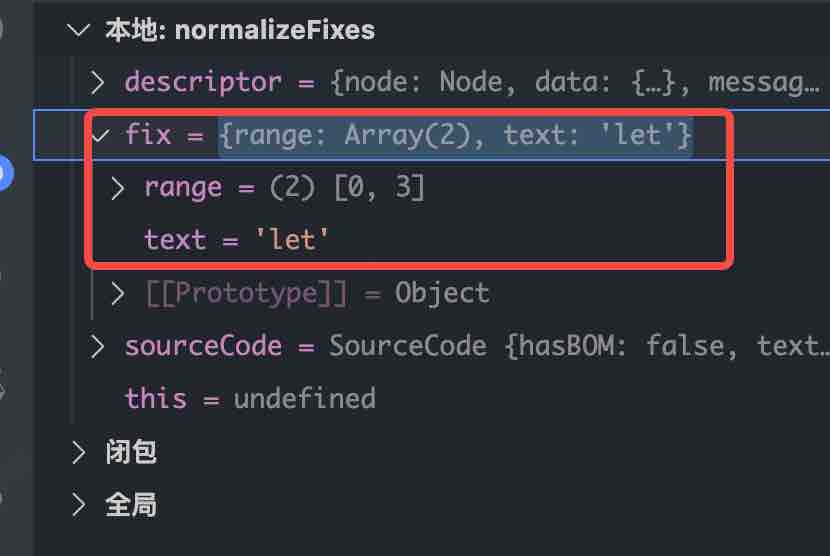 本地: normalizeFixes
descriptor = {node: Node, data: {…}, messag…
fix = {range: Array(2), text: 'let'}
range = (2) [0, 3]
text = 'let'
[[Prototype]] = Object
sourceCode = SourceCode {hasBOM: false, text…
this = undefined
闭包
全局